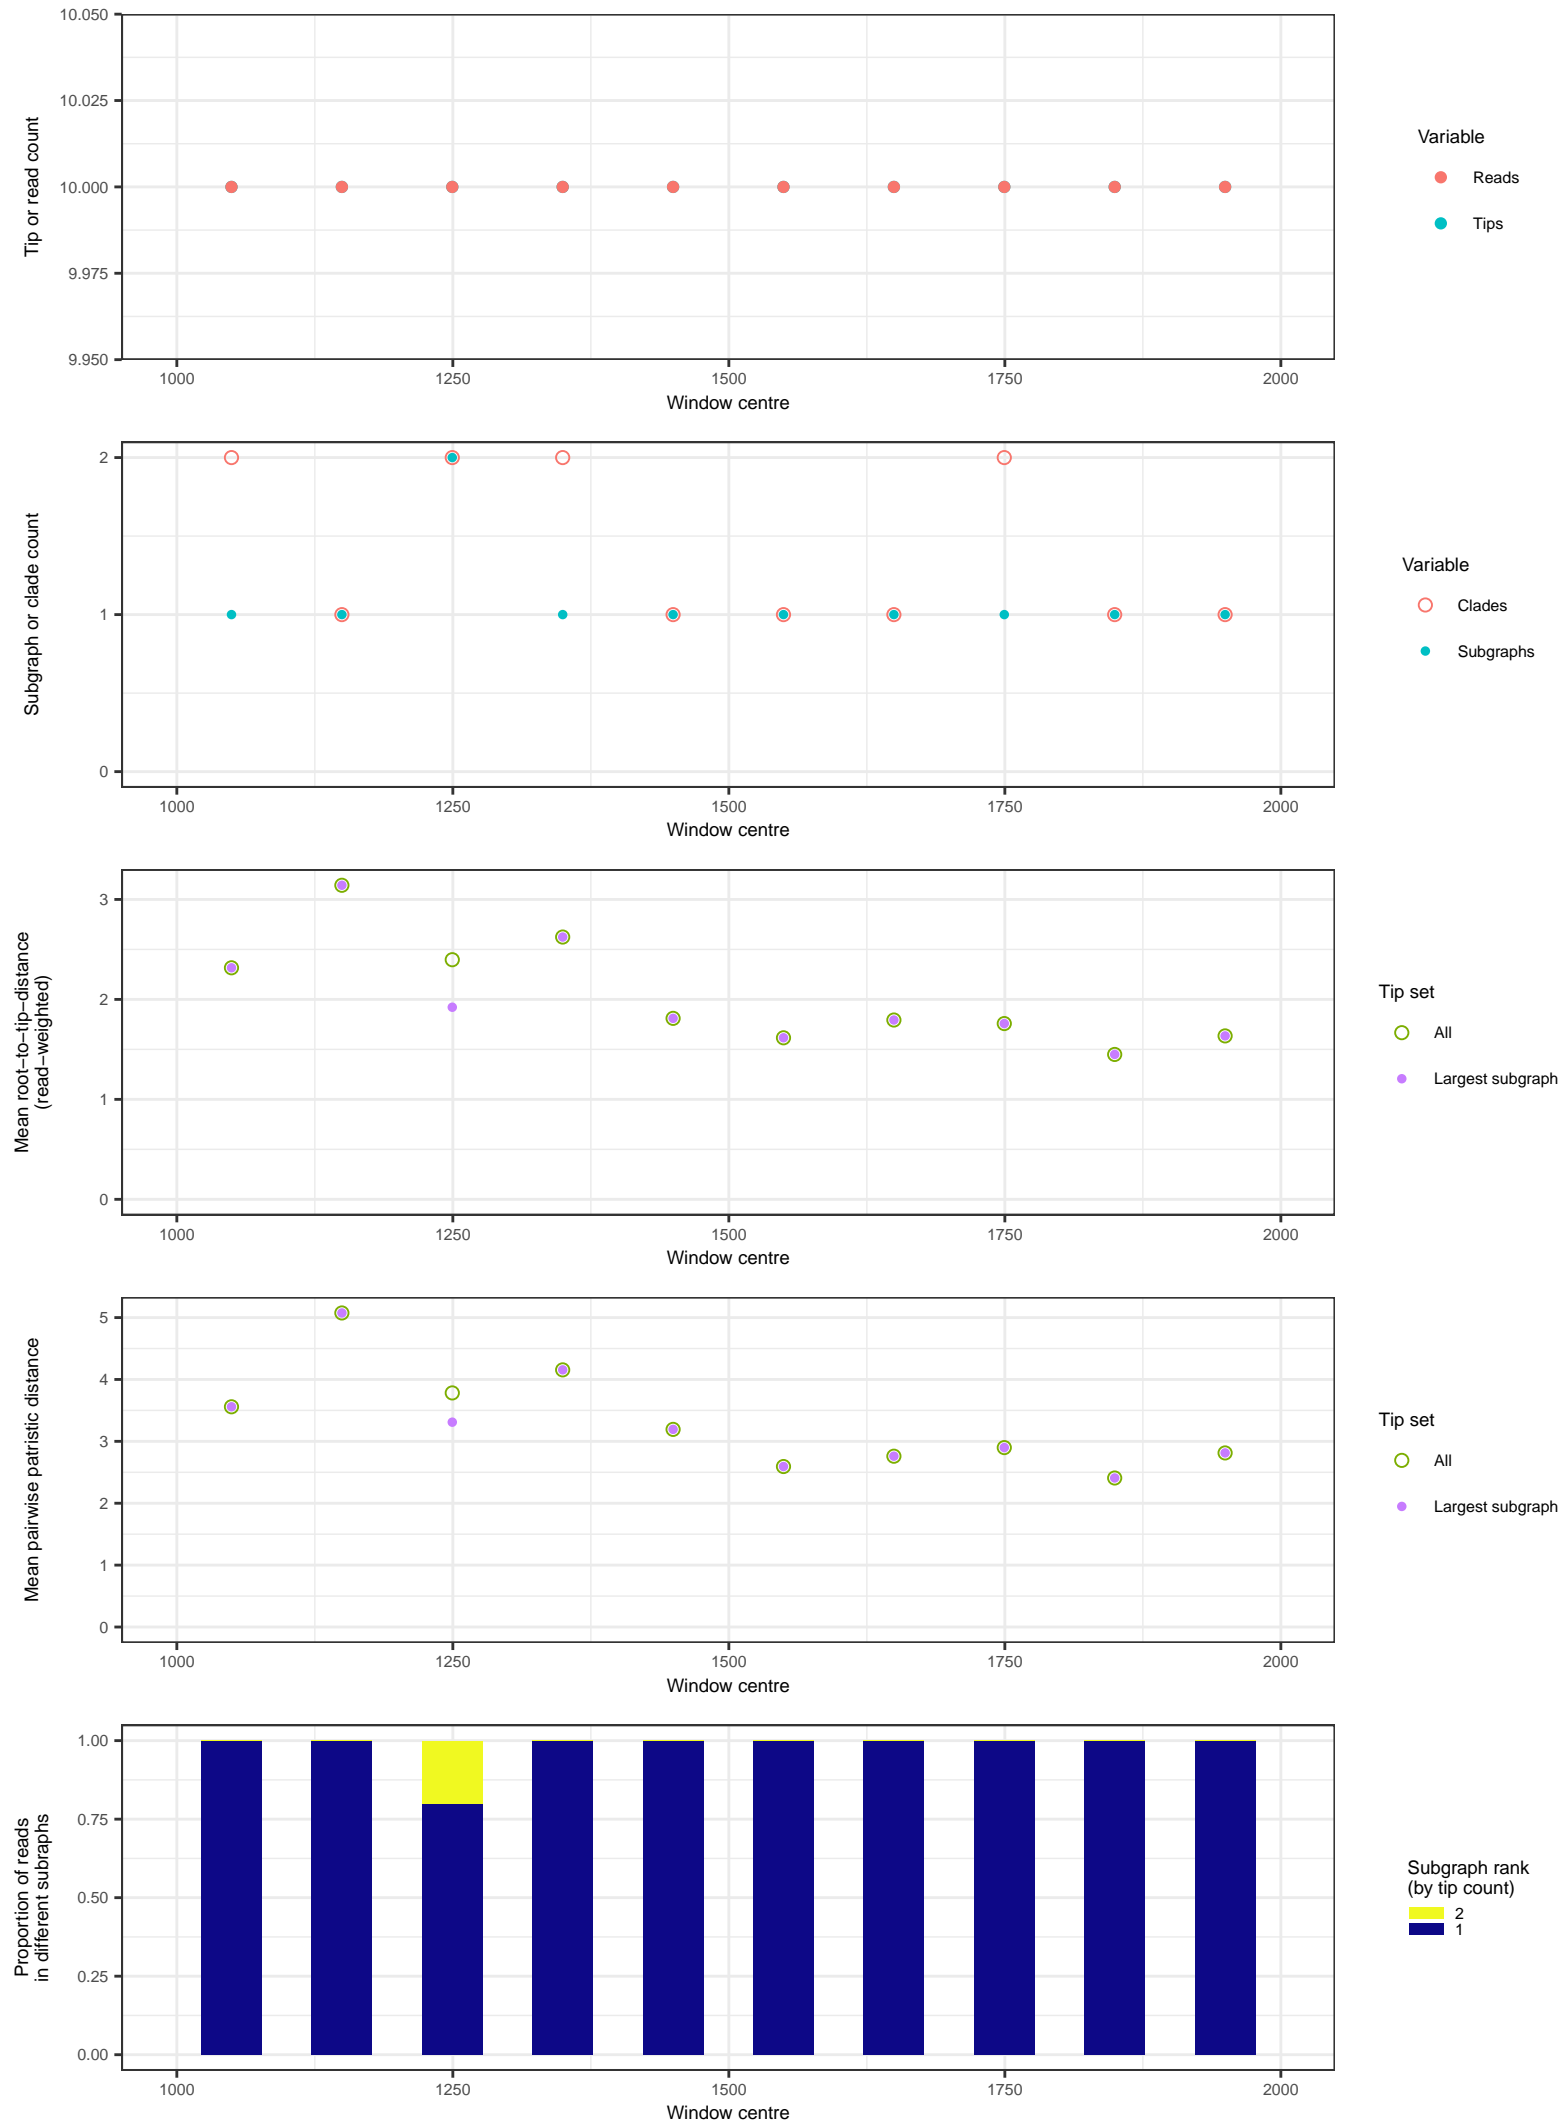 10.050
10.025
10.000
9.975
9.950
Tip or read count
1000
1250
1500
1750
2000
Window centre
Variable
Reads
Tips
2
1
0
Subgraph or clade count
1000
1250
1500
1750
2000
Window centre
Variable
Clades
Subgraphs
3
2
1
0
Mean root−to−tip−distance
(read−weighted)
1000
1250
1500
1750
2000
Window centre
Tip set
All
Largest subgraph
5
4
3
2
1
0
Mean pairwise patristic distance
1000
1250
1500
1750
2000
Window centre
Tip set
All
Largest subgraph
1.00
0.75
0.50
0.25
0.00
Proportion of reads
in different subraphs
1000
1250
1500
1750
2000
Window centre
Subgraph rank
(by tip count)
2
1